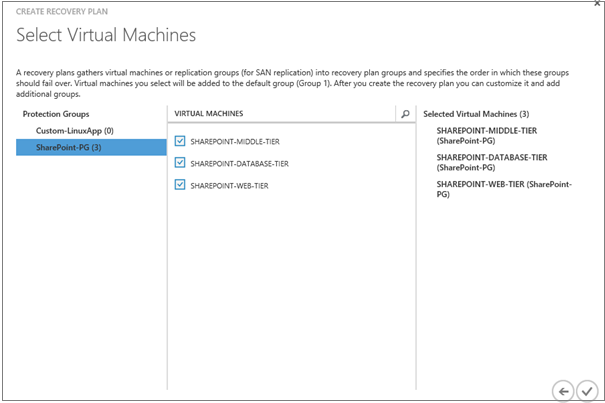 CREATE RECOVERY PLAN
Select Virtual Machines
A recovery plans gathers virtual machines or replication groups (for SAN replication) into recovery plan groups and specifies the order in which these groups
should fail over. Virtual machines you select will be added to the default group (Group 1). After you create the recovery plan you can customize it and add
additional groups.
Protection Groups
Custom-LinuxApp (0)
SharePoint-PG (3)
VIRTUAL MACHINES
SHAREPOINT-MIDDLE-TIER
SHAREPOINT-DATABASE-TIER
SHAREPOINT-WEB-TIER
Selected Virtual Machines (3)
SHAREPOINT-MIDDLE-TIER
(SharePoint-PG)
SHAREPOINT-DATABASE-TIER
(SharePoint-PG)
SHAREPOINT-WEB-TIER (SharePoint-
PG)